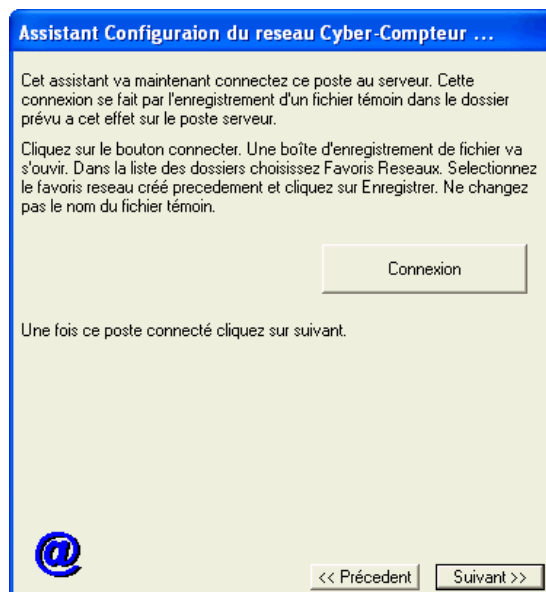 Assistant Configuraion du reseau Cyber-Compteur ...
Cet assistant va maintenant connectez ce poste au serveur. Cette
connexion se fait par l'enregistrement d'un fichier témoin dans le dossier
prévu a cet effet sur le poste serveur.
Cliquez sur le bouton connecter. Une boîte d'enregistrement de fichier va
s'ouvir. Dans la liste des dossiers choisissez Favoris Reseaux. Selectionnez
le favoris reseau créé precedement et cliquez sur Enregistrer. Ne changez
pas le nom du fichier témoin.
Connexion
Une fois ce poste connecté cliquez sur suivant.
@
<< Précedent
Suivant >>